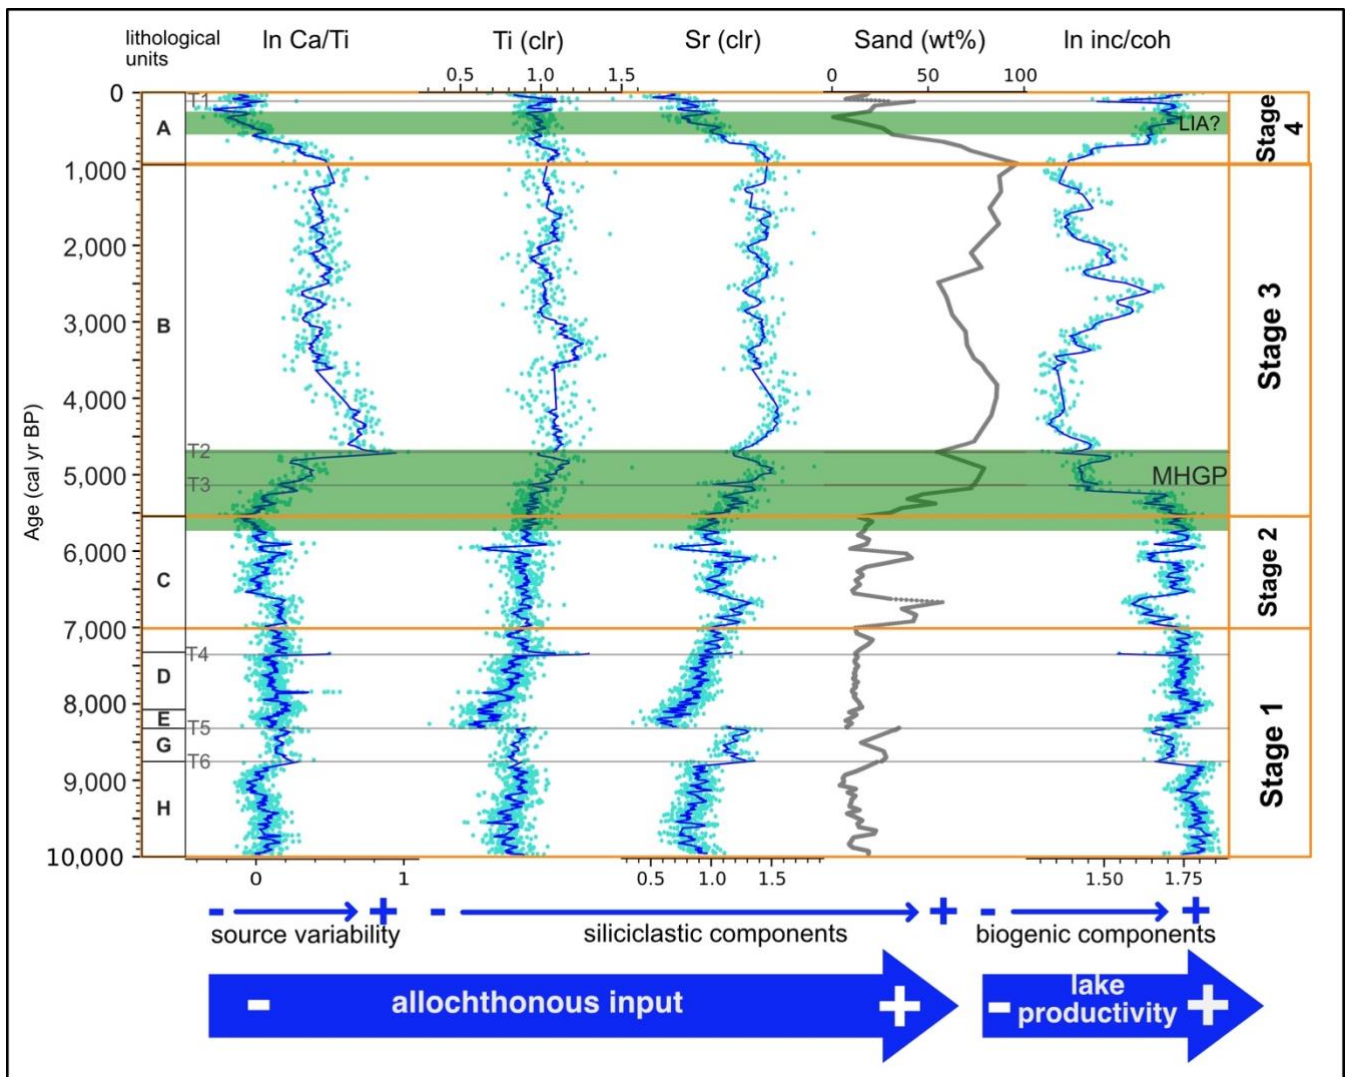 lithological
units
ln Ca/Ti
Ti (clr)
Sr (clr)
Sand (wt%)
ln inc/coh
0.5 1.0 1.5
0 50 100
Age (cal yr BP)
0
1,000
2,000
3,000
4,000
5,000
6,000
7,000
8,000
9,000
10,000
A
B
C
D
E
G
H
T1
T2
T3
T4
T5
T6
LIA?
MHGP
Stage
4
Stage 3
Stage 2
Stage 1
0 1
0.5 1.0 1.5
1.50 1.75
- +
source variability
- +
siliciclastic components
- +
biogenic components
- allochthonous input +
lake
- productivity +